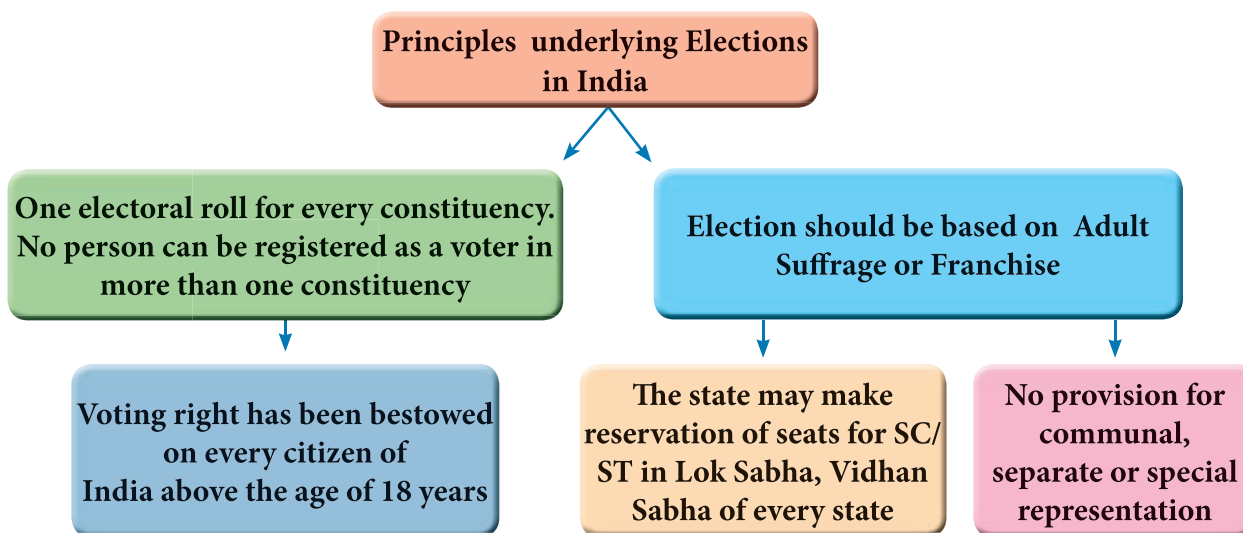 Principles underlying Elections
in India
One electoral roll for every constituency.
No person can be registered as a voter in
more than one constituency
Election should be based on Adult
Suffrage or Franchise
Voting right has been bestowed
on every citizen of
India above the age of 18 years
The state may make
reservation of seats for SC/
ST in Lok Sabha, Vidhan
Sabha of every state
No provision for
communal,
separate or special
representation